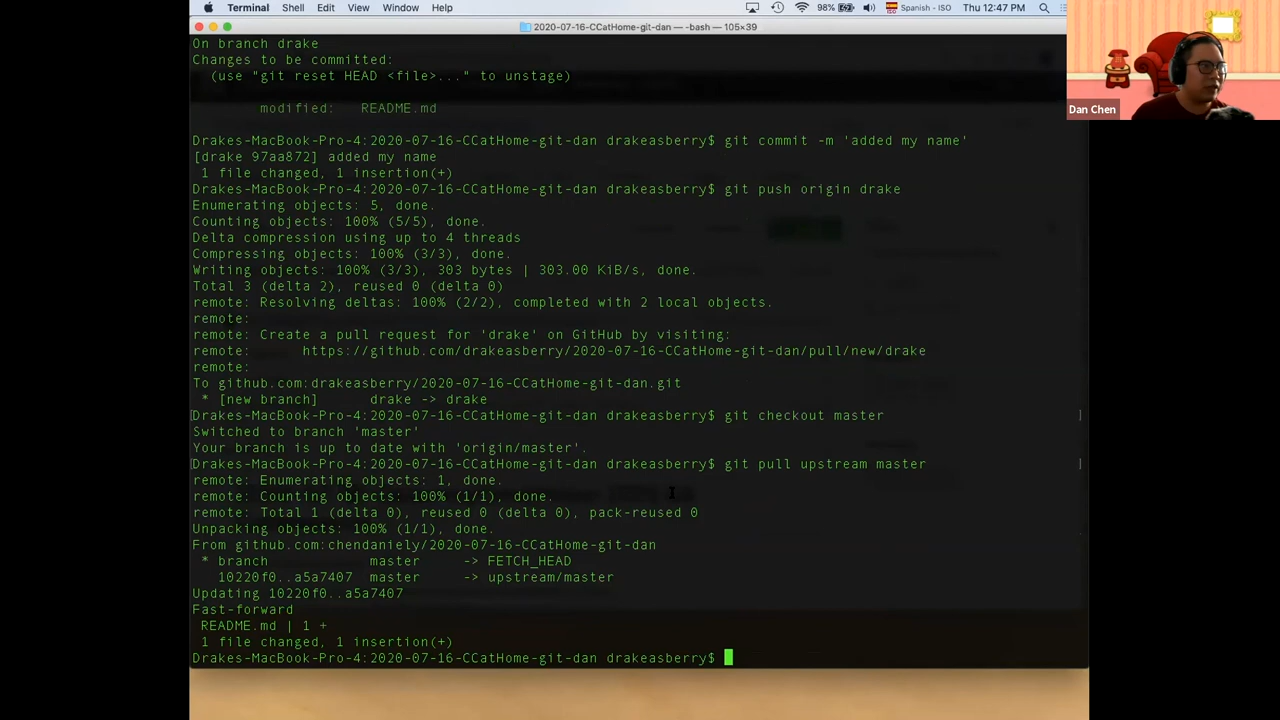 Terminal Shell Edit View Window Help 98% Spanish - ISO Thu 12:47 PM
2020-07-16-CCatHome-git-dan — -bash — 105×39
Dan Chen
On branch drake
Changes to be committed:
(use "git reset HEAD <file>..." to unstage)
modified: README.md
Drakes-MacBook-Pro-4:2020-07-16-CCatHome-git-dan drakeasberry$ git commit -m 'added my name'
[drake 97aa872] added my name
1 file changed, 1 insertion(+)
Drakes-MacBook-Pro-4:2020-07-16-CCatHome-git-dan drakeasberry$ git push origin drake
Enumerating objects: 5, done.
Counting objects: 100% (5/5), done.
Delta compression using up to 4 threads
Compressing objects: 100% (3/3), done.
Writing objects: 100% (3/3), 303 bytes | 303.00 KiB/s, done.
Total 3 (delta 2), reused 0 (delta 0)
remote: Resolving deltas: 100% (2/2), completed with 2 local objects.
remote:
remote: Create a pull request for 'drake' on GitHub by visiting:
remote: https://github.com/drakeasberry/2020-07-16-CCatHome-git-dan/pull/new/drake
remote:
To github.com:drakeasberry/2020-07-16-CCatHome-git-dan.git
* [new branch] drake -> drake
Drakes-MacBook-Pro-4:2020-07-16-CCatHome-git-dan drakeasberry$ git checkout master
Switched to branch 'master'
Your branch is up to date with 'origin/master'.
Drakes-MacBook-Pro-4:2020-07-16-CCatHome-git-dan drakeasberry$ git pull upstream master
remote: Enumerating objects: 1, done.
remote: Counting objects: 100% (1/1), done.
remote: Total 1 (delta 0), reused 0 (delta 0), pack-reused 0
Unpacking objects: 100% (1/1), done.
From github.com:chendaniely/2020-07-16-CCatHome-git-dan
* branch master -> FETCH_HEAD
10220f0..a5a7407 master -> upstream/master
Updating 10220f0..a5a7407
Fast-forward
README.md | 1 +
1 file changed, 1 insertion(+)
Drakes-MacBook-Pro-4:2020-07-16-CCatHome-git-dan drakeasberry$